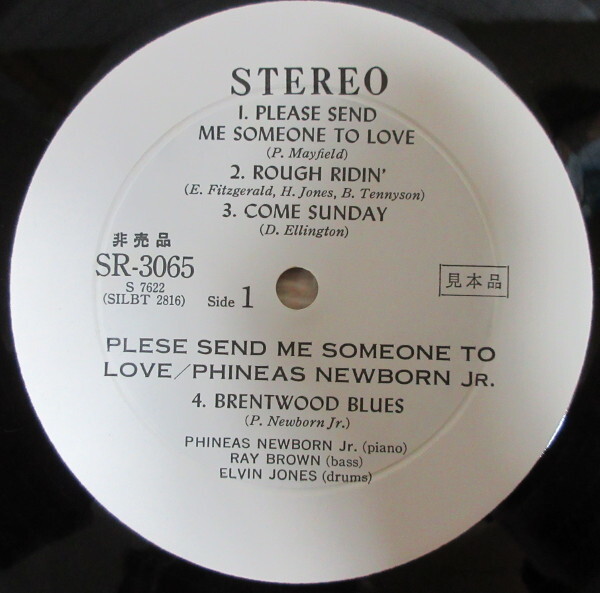 STEREO
1. PLEASE SEND
ME SOMEONE TO LOVE
(P. Mayfield)
2. ROUGH RIDIN'
(E. Fitzgerald, H. Jones, B. Tennyson)
3. COME SUNDAY
(D. Ellington)
非売品
SR-3065
S 7622
(SILBT 2816)
Side 1
見本品
PLESE SEND ME SOMEONE TO
LOVE/PHINEAS NEWBORN JR.
4. BRENTWOOD BLUES
(P. Newborn Jr.)
PHINEAS NEWBORN Jr. (piano)
RAY BROWN (bass)
ELVIN JONES (drums)